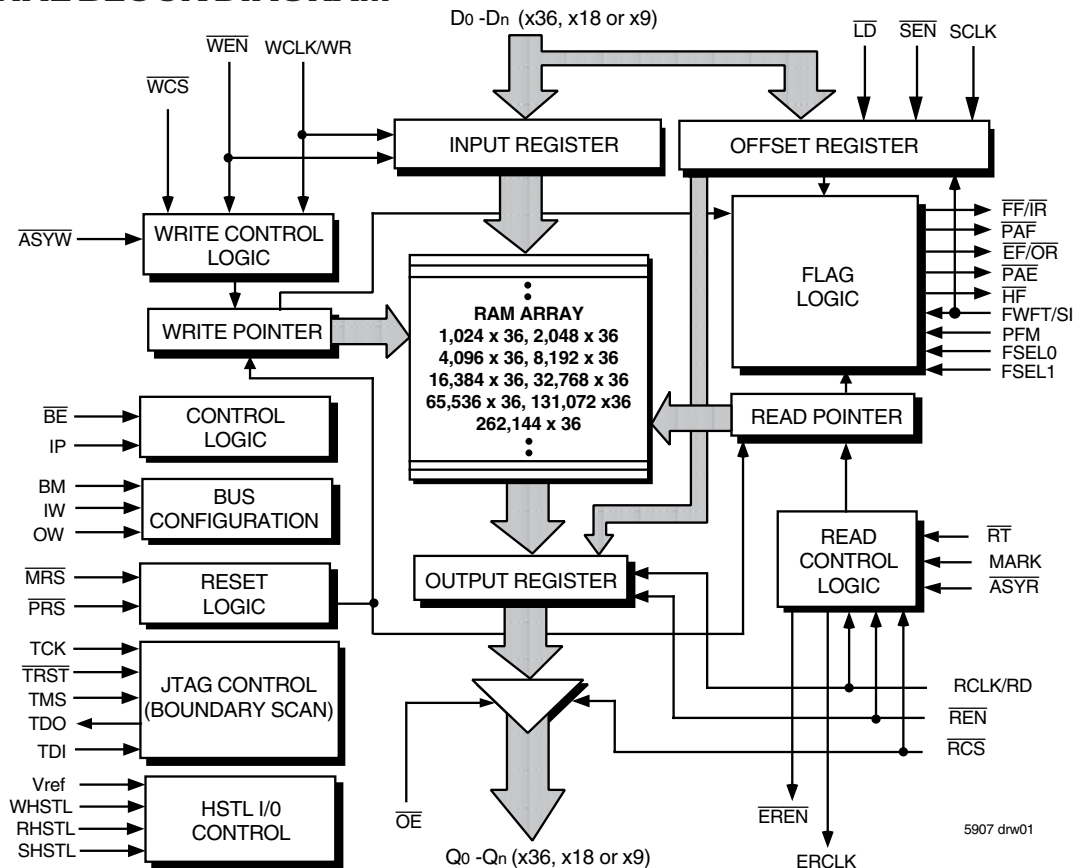 BLOCK DIAGRAM
D0 -Dn (x36, x18 or x9)
WEN
WCLK/WR
LD
SEN
SCLK
WCS
INPUT REGISTER
OFFSET REGISTER
ASYW
WRITE CONTROL
LOGIC
FF/IR
PAF
EF/OR
PAE
HF
FWFT/SI
PFM
FSEL0
FSEL1
FLAG
LOGIC
WRITE POINTER
RAM ARRAY
1,024 x 36, 2,048 x 36
4,096 x 36, 8,192 x 36
16,384 x 36, 32,768 x 36
65,536 x 36, 131,072 x36
262,144 x 36
READ POINTER
BE
IP
CONTROL
LOGIC
BM
IW
OW
BUS
CONFIGURATION
READ
CONTROL
LOGIC
RT
MARK
ASYR
MRS
PRS
RESET
LOGIC
OUTPUT REGISTER
TCK
TRST
TMS
TDO
TDI
JTAG CONTROL
(BOUNDARY SCAN)
RCLK/RD
REN
RCS
Vref
WHSTL
RHSTL
SHSTL
HSTL I/0
CONTROL
OE
EREN
5907 drw01
Q0 -Qn (x36, x18 or x9)
ERCLK